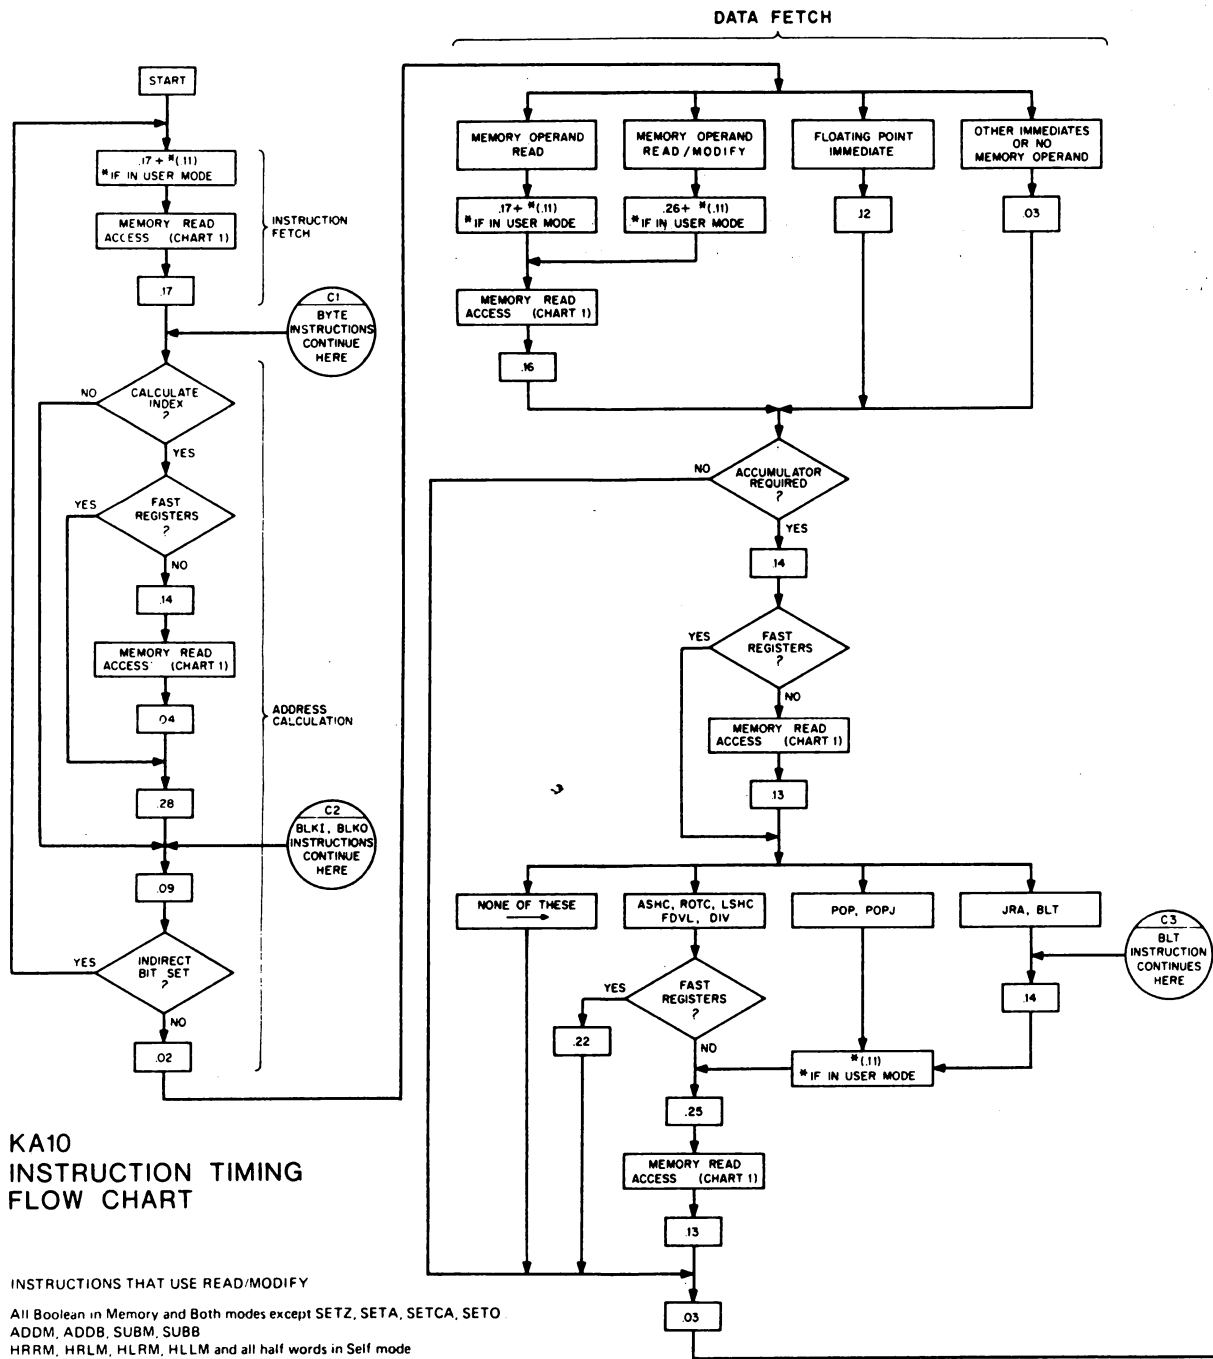 DATA FETCH
START
.17 + *(.11)
*IF IN USER MODE
MEMORY READ
ACCESS (CHART 1)
.17
INSTRUCTION
FETCH
C1
BYTE
INSTRUCTIONS
CONTINUE
HERE
CALCULATE
INDEX
?
NO
YES
FAST
REGISTERS
?
YES
NO
.14
MEMORY READ
ACCESS (CHART 1)
.04
ADDRESS
CALCULATION
.28
C2
BLKI, BLKO
INSTRUCTIONS
CONTINUE
HERE
.09
INDIRECT
BIT SET
?
YES
NO
.02
MEMORY OPERAND
READ
MEMORY OPERAND
READ/MODIFY
FLOATING POINT
IMMEDIATE
OTHER IMMEDIATES
OR NO
MEMORY OPERAND
.17+ *(.11)
*IF IN USER MODE
.26+ *(.11)
*IF IN USER MODE
.12
.03
MEMORY READ
ACCESS (CHART 1)
.16
ACCUMULATOR
REQUIRED
?
NO
YES
.14
FAST
REGISTERS
?
YES
NO
MEMORY READ
ACCESS (CHART 1)
.13
NONE OF THESE
ASHC, ROTC, LSHC
FDVL, DIV
POP, POPJ
JRA, BLT
C3
BLT
INSTRUCTION
CONTINUES
HERE
FAST
REGISTERS
?
YES
NO
.22
.14
*(.11)
*IF IN USER MODE
.25
MEMORY READ
ACCESS (CHART 1)
.13
.03
KA10
INSTRUCTION TIMING
FLOW CHART
INSTRUCTIONS THAT USE READ/MODIFY
All Boolean in Memory and Both modes except SETZ, SETA, SETCA, SETO
ADDM, ADDB, SUBM, SUBB
HRRM, HRLM, HLRM, HLLM and all half words in Self mode